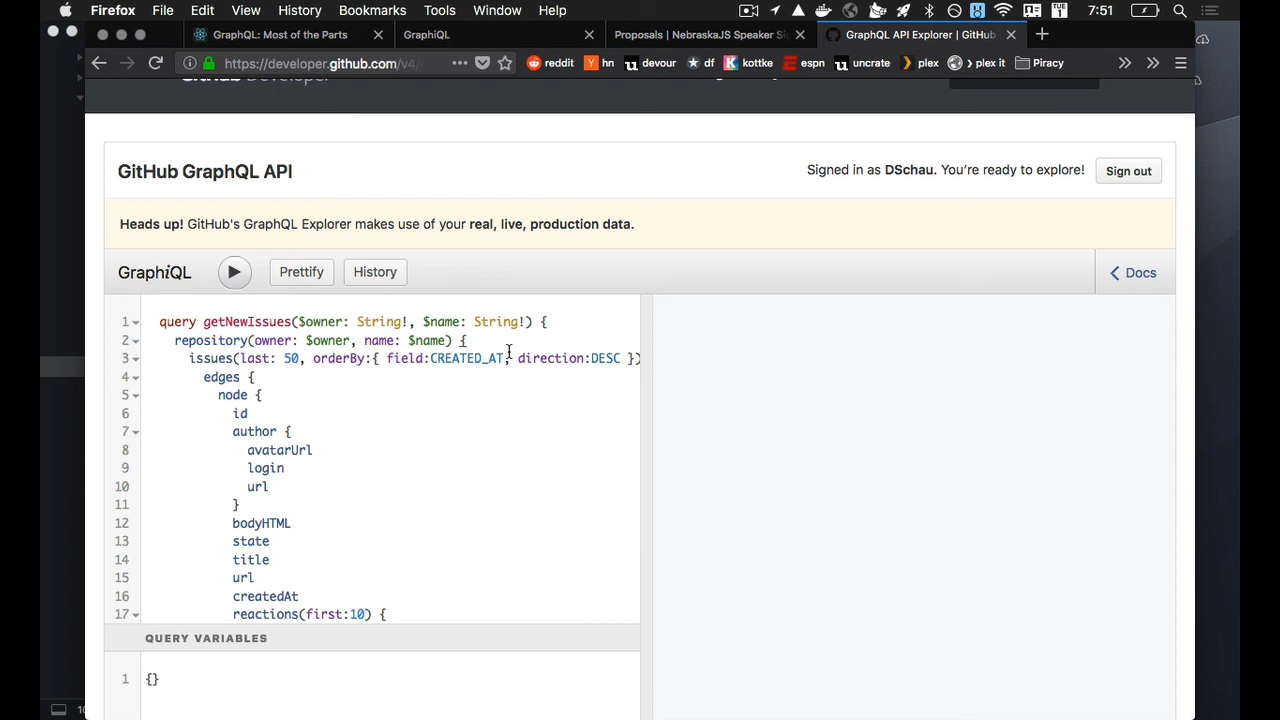 Firefox File Edit View History Bookmarks Tools Window Help TUE 1 7:51
GraphQL: Most of the Parts GraphiQL Proposals | NebraskaJS Speaker Si GraphQL API Explorer | GitHub
https://developer.github.com/v4/
reddit hn devour df kottke espn uncrate plex plex it Piracy
GitHub GraphQL API
Signed in as DSchau. You’re ready to explore! Sign out
Heads up! GitHub's GraphQL Explorer makes use of your real, live, production data.
GraphiQL Prettify History Docs
1 query getNewIssues($owner: String!, $name: String!) {
2 repository(owner: $owner, name: $name) {
3 issues(last: 50, orderBy:{ field:CREATED_AT, direction:DESC })
4 edges {
5 node {
6 id
7 author {
8 avatarUrl
9 login
10 url
11 }
12 bodyHTML
13 state
14 title
15 url
16 createdAt
17 reactions(first:10) {
QUERY VARIABLES
1 {}